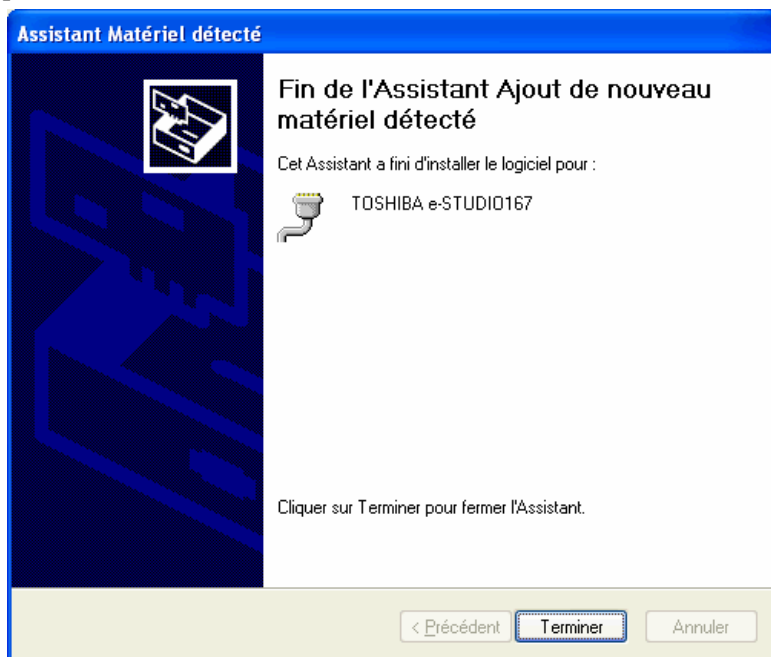 Assistant Matériel détecté
Fin de l'Assistant Ajout de nouveau
matériel détecté
Cet Assistant a fini d'installer le logiciel pour :
TOSHIBA e-STUDIO167
Cliquer sur Terminer pour fermer l'Assistant.
< Précédent Terminer Annuler